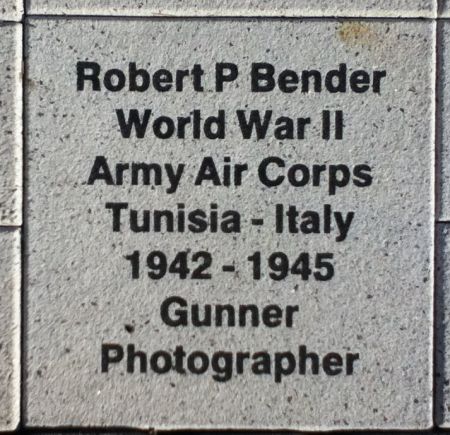 Robert P Bender
World War II
Army Air Corps
Tunisia - Italy
1942 - 1945
Gunner
Photographer